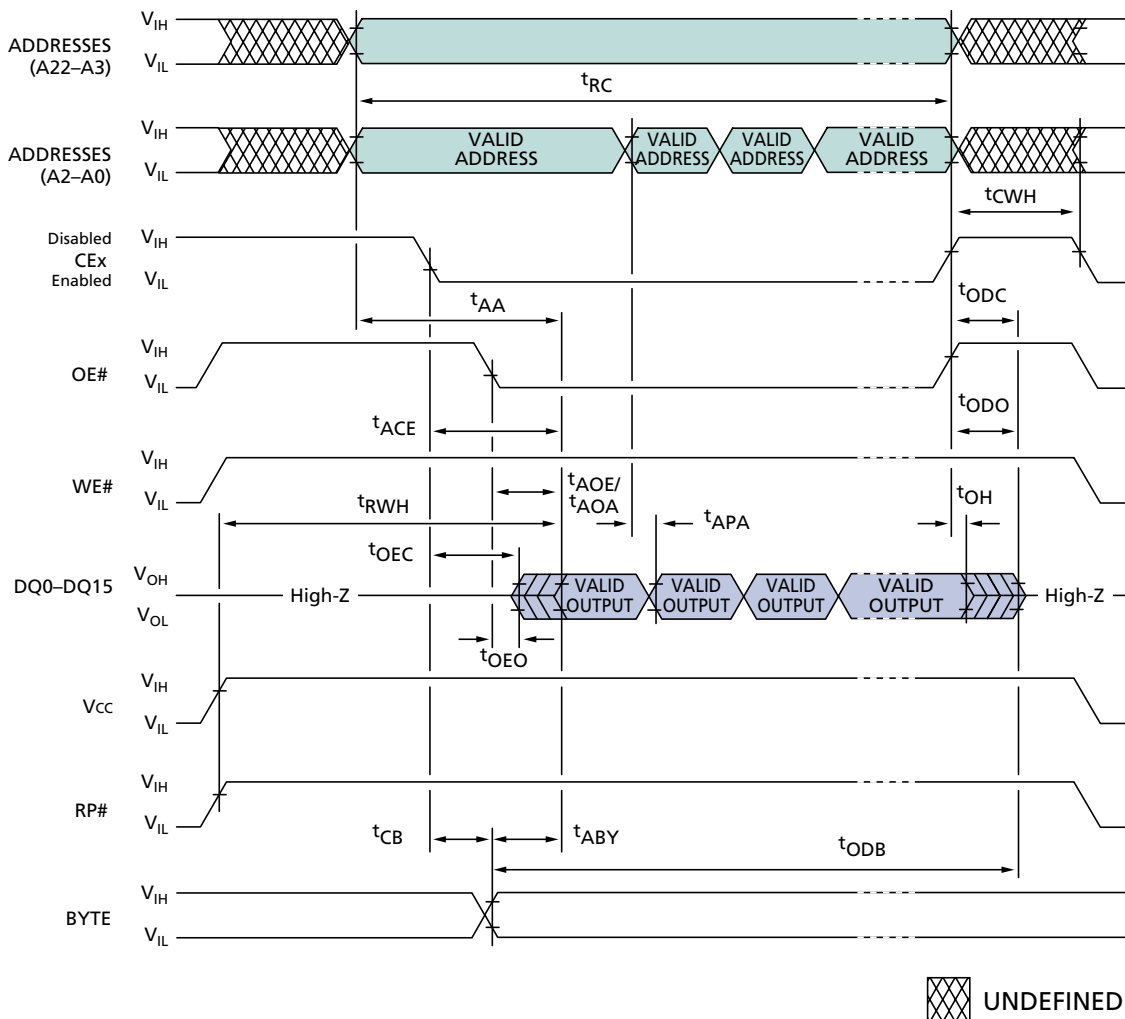 ADDRESSES
(A22–A3)
VIH
VIL
tRC
ADDRESSES
(A2–A0)
VIH
VIL
VALID
ADDRESS
VALID
ADDRESS
VALID
ADDRESS
VALID
ADDRESS
tCWH
Disabled
CEx
Enabled
VIH
VIL
tAA
tODC
OE#
VIH
VIL
tACE
tODO
WE#
VIH
VIL
tRWH
tAOE/
tAOA
tAPA
tOH
tOEC
DQ0–DQ15
VOH
VOL
High-Z
VALID
OUTPUT
VALID
OUTPUT
VALID
OUTPUT
VALID
OUTPUT
High-Z
tOEO
VCC
VIH
VIL
RP#
VIH
VIL
tCB
tABY
tODB
BYTE
VIH
VIL
UNDEFINED